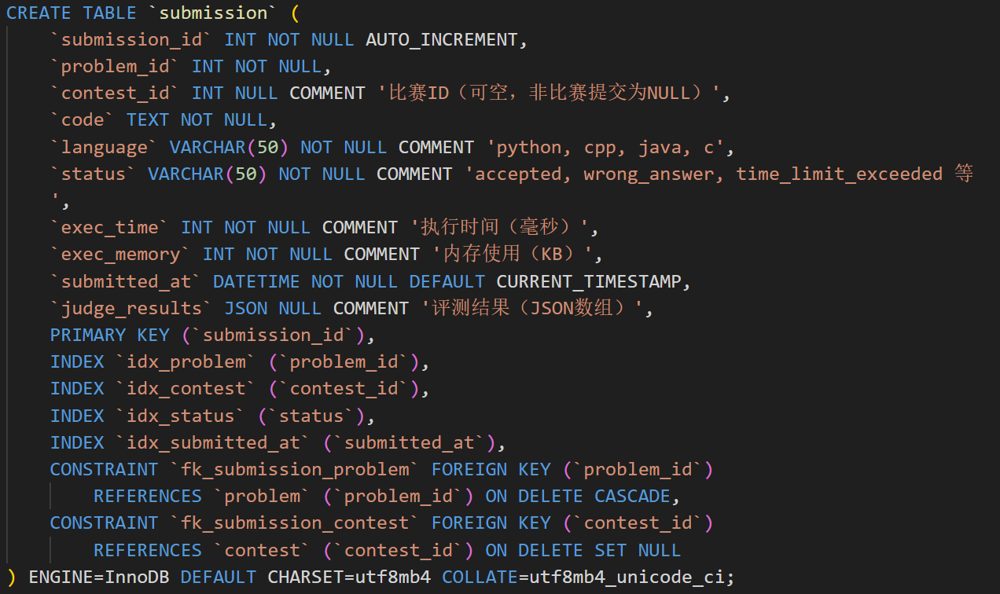 CREATE TABLE `submission` (
    `submission_id` INT NOT NULL AUTO_INCREMENT,
    `problem_id` INT NOT NULL,
    `contest_id` INT NULL COMMENT '比赛ID（可空，非比赛提交为NULL）',
    `code` TEXT NOT NULL,
    `language` VARCHAR(50) NOT NULL COMMENT 'python, cpp, java, c',
    `status` VARCHAR(50) NOT NULL COMMENT 'accepted, wrong_answer, time_limit_exceeded 等
    ',
    `exec_time` INT NOT NULL COMMENT '执行时间（毫秒）',
    `exec_memory` INT NOT NULL COMMENT '内存使用（KB）',
    `submitted_at` DATETIME NOT NULL DEFAULT CURRENT_TIMESTAMP,
    `judge_results` JSON NULL COMMENT '评测结果（JSON数组）',
    PRIMARY KEY (`submission_id`),
    INDEX `idx_problem` (`problem_id`),
    INDEX `idx_contest` (`contest_id`),
    INDEX `idx_status` (`status`),
    INDEX `idx_submitted_at` (`submitted_at`),
    CONSTRAINT `fk_submission_problem` FOREIGN KEY (`problem_id`)
        REFERENCES `problem` (`problem_id`) ON DELETE CASCADE,
    CONSTRAINT `fk_submission_contest` FOREIGN KEY (`contest_id`)
        REFERENCES `contest` (`contest_id`) ON DELETE SET NULL
) ENGINE=InnoDB DEFAULT CHARSET=utf8mb4 COLLATE=utf8mb4_unicode_ci;